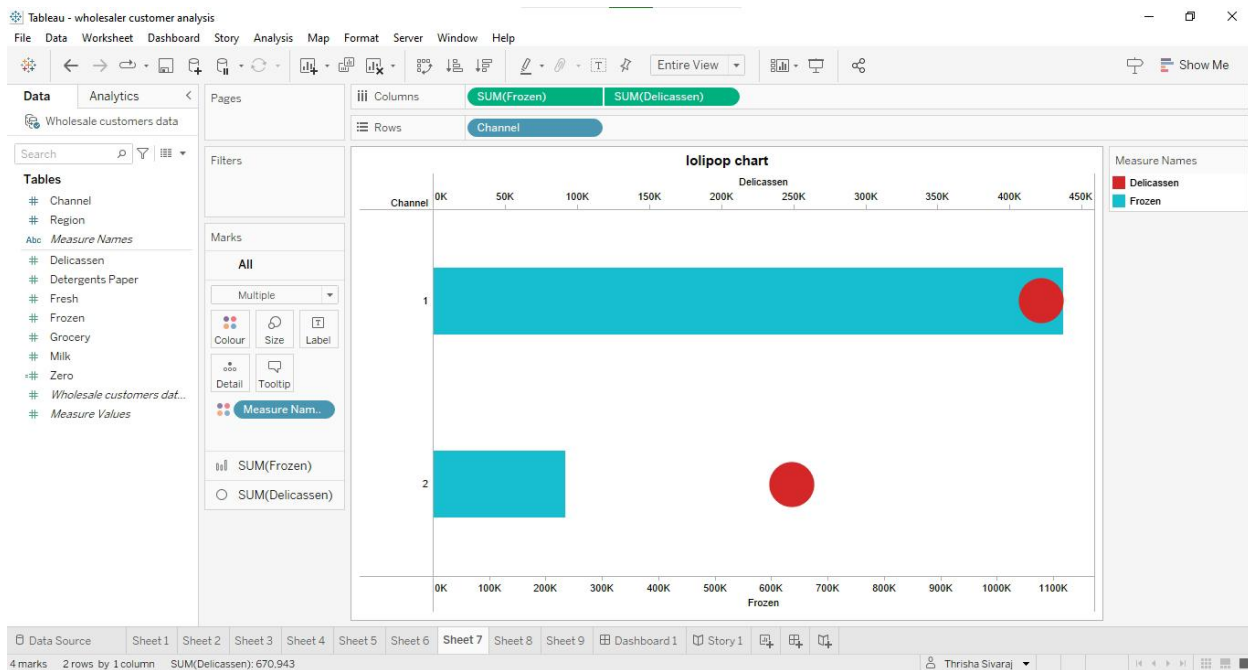 Tableau - wholesaler customer analysis
File Data Worksheet Dashboard Story Analysis Map Format Server Window Help
Entire View
Show Me
Data Analytics
Wholesale customers data
Search
Tables
# Channel
# Region
Abc Measure Names
# Delicassen
# Detergents Paper
# Fresh
# Frozen
# Grocery
# Milk
=# Zero
# Wholesale customers dat...
# Measure Values
Pages
Filters
Marks
All
Multiple
Colour Size Label
Detail Tooltip
Measure Nam..
SUM(Frozen)
SUM(Delicassen)
iii Columns SUM(Frozen) SUM(Delicassen)
Rows Channel
lolipop chart
Delicassen
Channel 0K 50K 100K 150K 200K 250K 300K 350K 400K 450K
1
2
0K 100K 200K 300K 400K 500K 600K 700K 800K 900K 1000K 1100K
Frozen
Measure Names
Delicassen
Frozen
Data Source Sheet 1 Sheet 2 Sheet 3 Sheet 4 Sheet 5 Sheet 6 Sheet 7 Sheet 8 Sheet 9 Dashboard 1 Story 1
4 marks 2 rows by 1 column SUM(Delicassen): 670,943 Thrisha Sivaraj